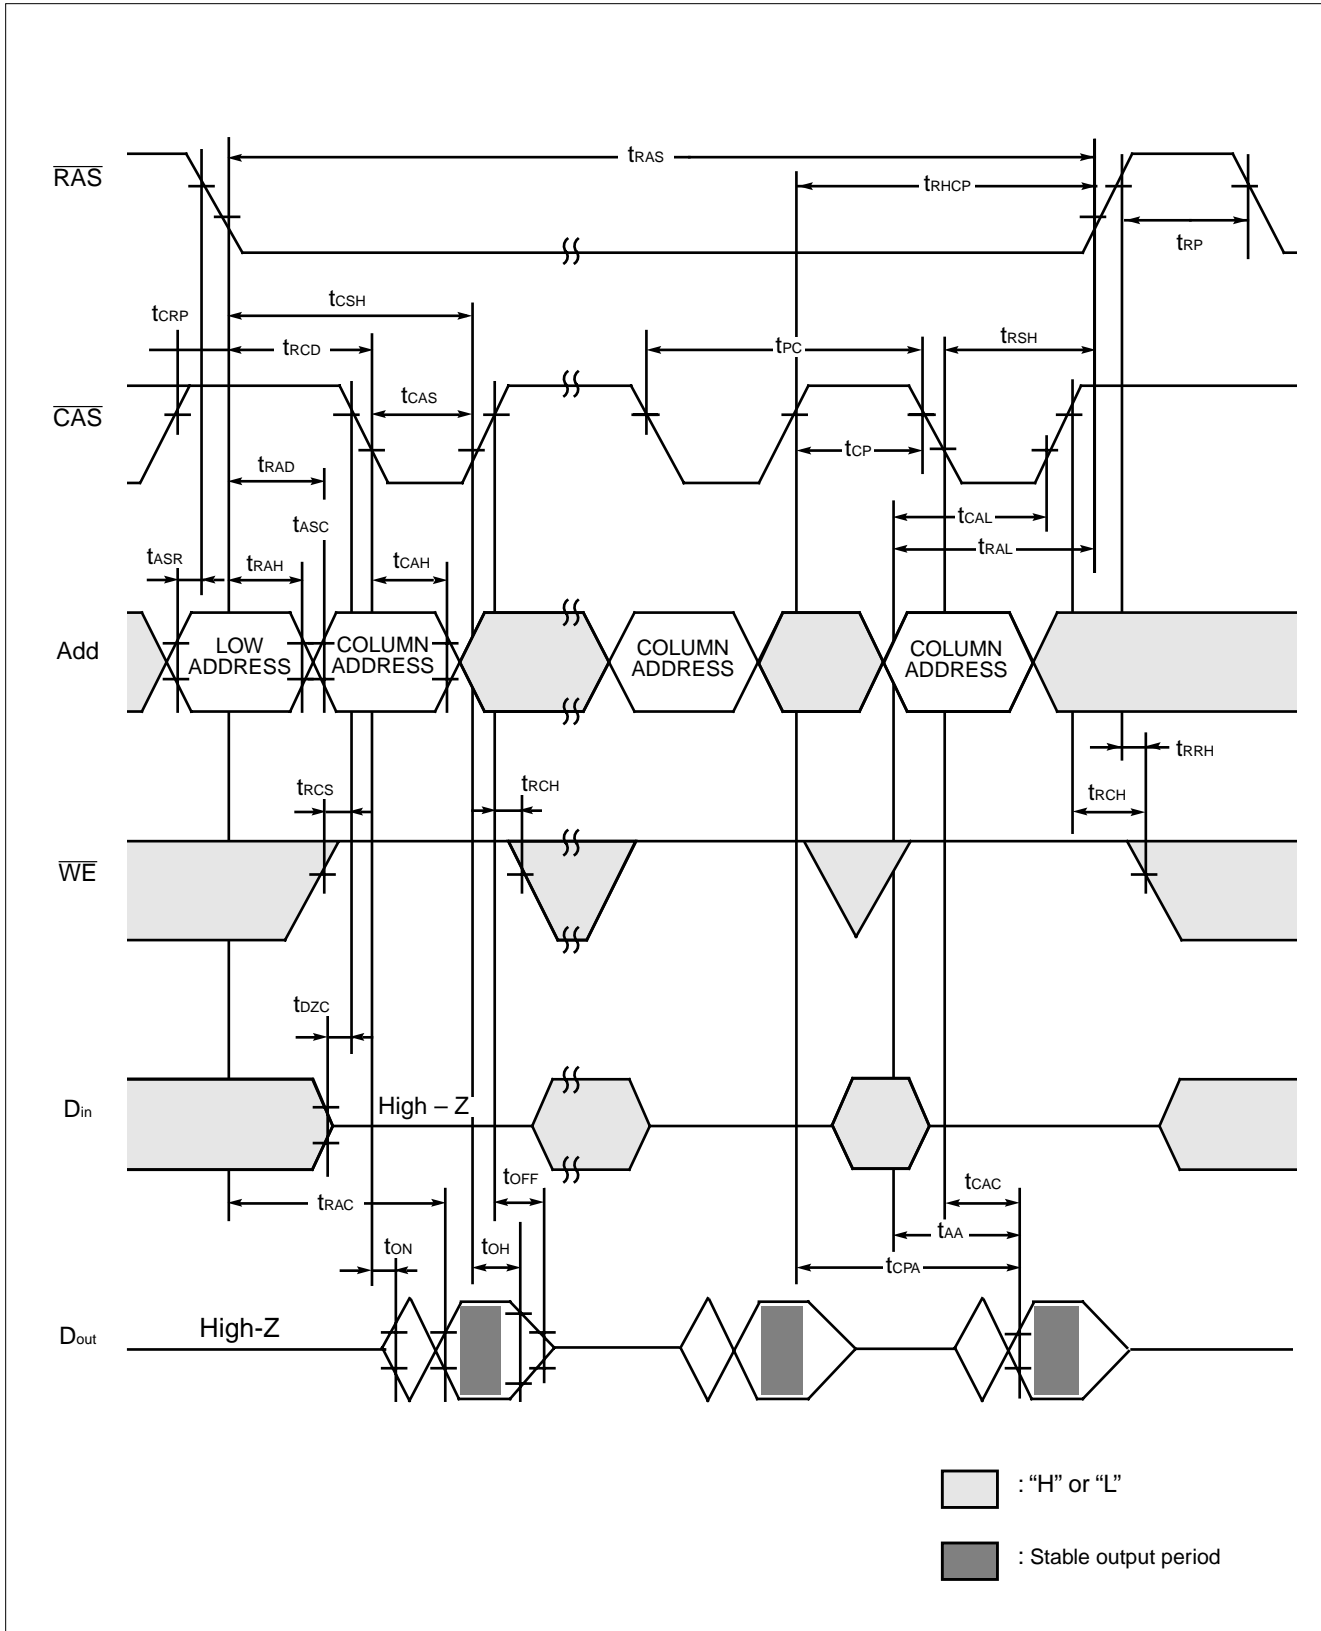 tRAS
RAS
tRHCP
tRP
tCSH
tCRP
tRCD
tPC
tRSH
CAS
tCAS
tCP
tRAD
tASC
tCAL
tASR
tRAH
tCAH
tRAL
Add
LOW
ADDRESS
COLUMN
ADDRESS
COLUMN
ADDRESS
COLUMN
ADDRESS
tRRH
tRCS
tRCH
tRCH
WE
tDZC
Din
High – Z
tOFF
tRAC
tCAC
tON
tOH
tAA
tCPA
Dout
High-Z
: “H” or “L”
: Stable output period